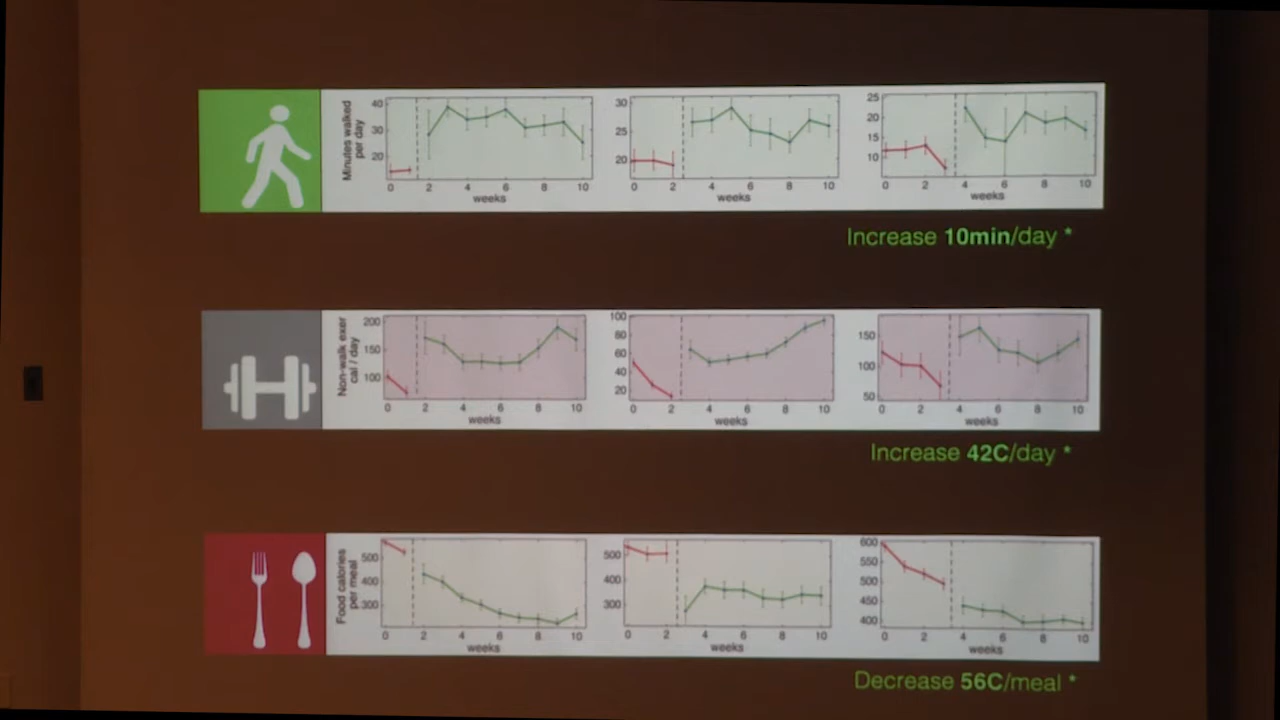 Minutes walked
per day
40
30
20
0 2 4 6 8 10
weeks
30
25
20
0 2 4 6 8 10
weeks
25
20
15
10
0 2 4 6 8 10
weeks
Increase 10min/day *
Non-walk exer
cal / day
200
150
100
0 2 4 6 8 10
weeks
100
80
60
40
20
0 2 4 6 8 10
weeks
150
100
50
0 2 4 6 8 10
weeks
Increase 42C/day *
Food calories
per meal
500
400
300
0 2 4 6 8 10
weeks
500
400
300
0 2 4 6 8 10
weeks
600
550
500
450
400
0 2 4 6 8 10
weeks
Decrease 56C/meal *